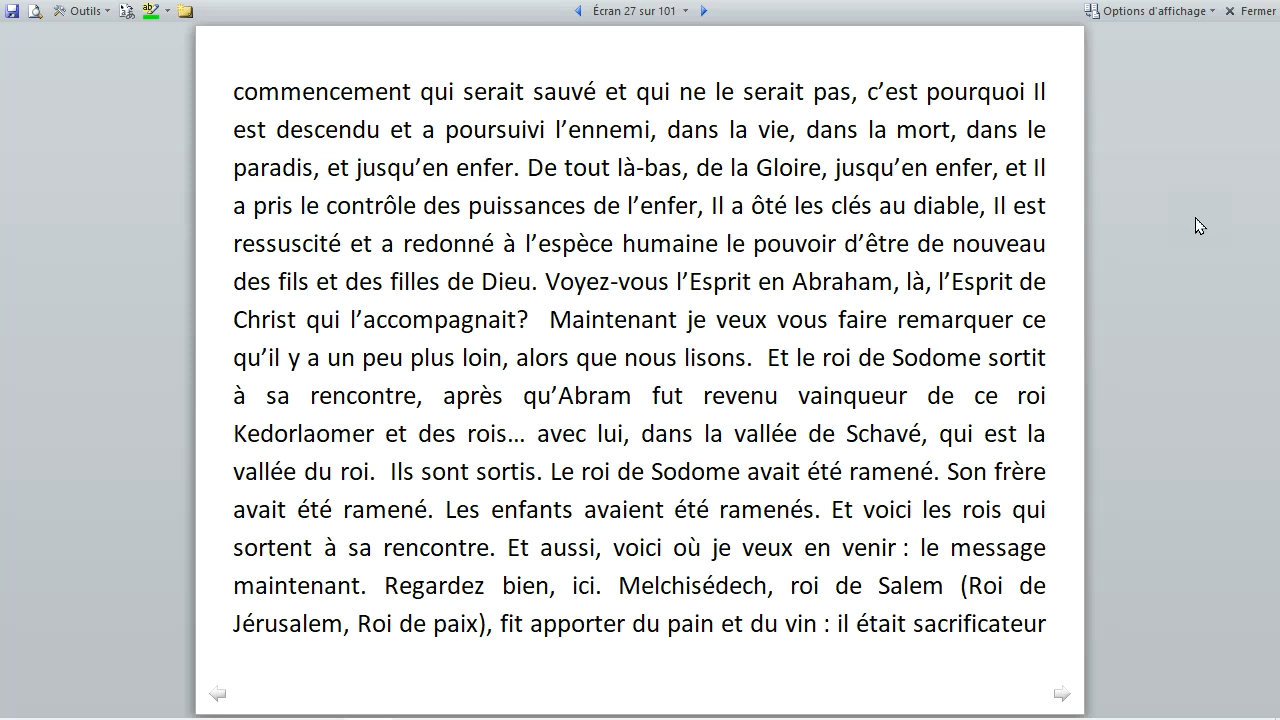 Outils
Écran 27 sur 101
Options d'affichage
Fermer
commencement qui serait sauvé et qui ne le serait pas, c’est pourquoi Il
est descendu et a poursuivi l’ennemi, dans la vie, dans la mort, dans le
paradis, et jusqu’en enfer. De tout là-bas, de la Gloire, jusqu’en enfer, et Il
a pris le contrôle des puissances de l’enfer, Il a ôté les clés au diable, Il est
ressuscité et a redonné à l’espèce humaine le pouvoir d’être de nouveau
des fils et des filles de Dieu. Voyez-vous l’Esprit en Abraham, là, l’Esprit de
Christ qui l’accompagnait?  Maintenant je veux vous faire remarquer ce
qu’il y a un peu plus loin, alors que nous lisons.  Et le roi de Sodome sortit
à sa rencontre, après qu’Abram fut revenu vainqueur de ce roi
Kedorlaomer et des rois… avec lui, dans la vallée de Schavé, qui est la
vallée du roi.  Ils sont sortis. Le roi de Sodome avait été ramené. Son frère
avait été ramené. Les enfants avaient été ramenés. Et voici les rois qui
sortent à sa rencontre. Et aussi, voici où je veux en venir : le message
maintenant. Regardez bien, ici. Melchisédech, roi de Salem (Roi de
Jérusalem, Roi de paix), fit apporter du pain et du vin : il était sacrificateur